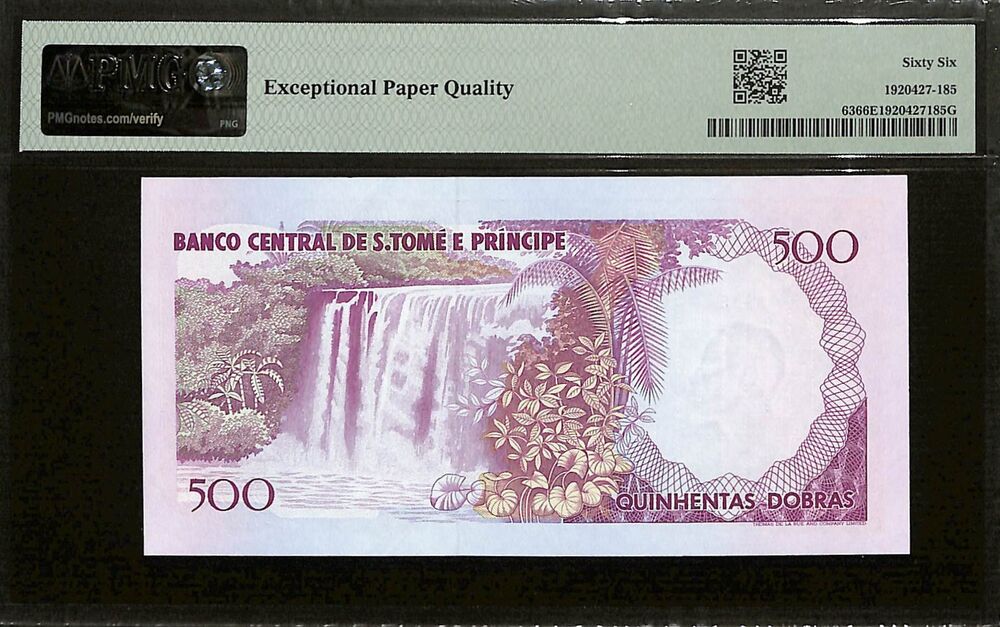 PMG
PMGnotes.com/verify
PNG
Exceptional Paper Quality
Sixty Six
1920427-185
6366E1920427185G
BANCO CENTRAL DE S.TOMÉ E PRÍNCIPE
500
500
QUINHENTAS DOBRAS
THOMAS DE LA RUE AND COMPANY LIMITED